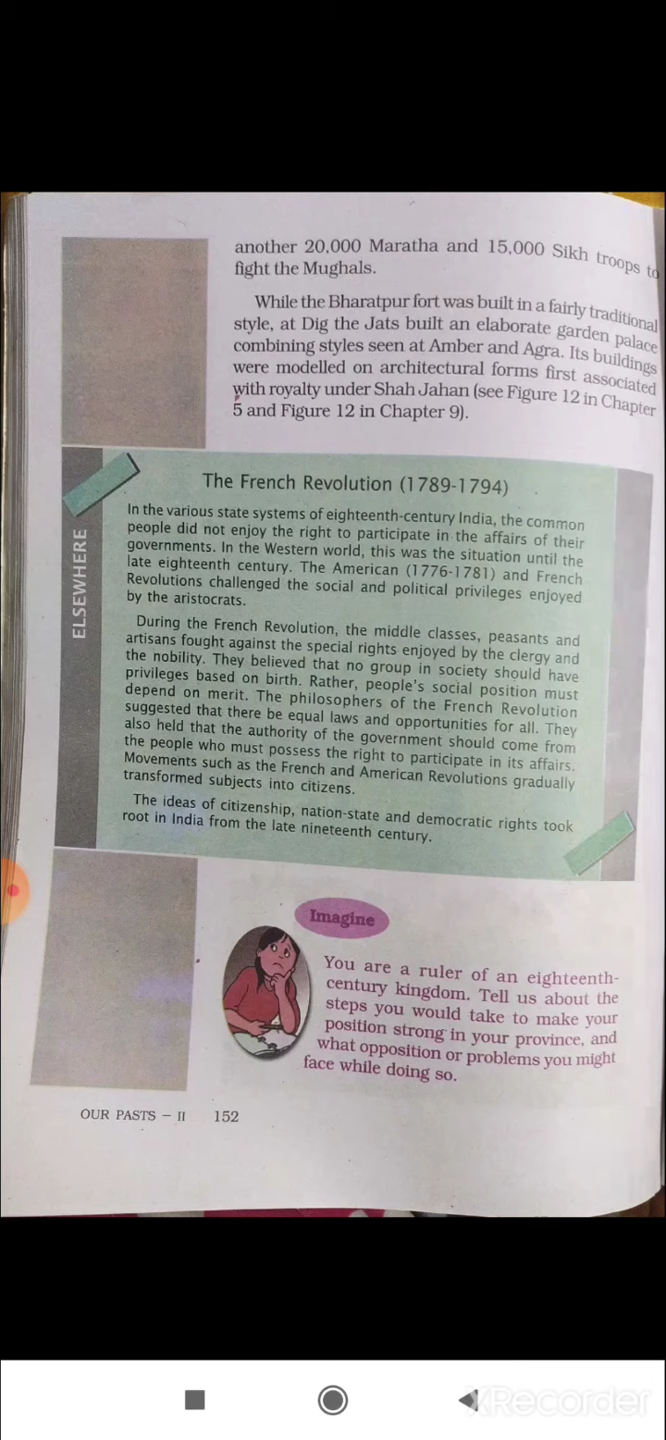 another 20,000 Maratha and 15,000 Sikh troops to
fight the Mughals.
While the Bharatpur fort was built in a fairly traditional
style, at Dig the Jats built an elaborate garden palace
combining styles seen at Amber and Agra. Its buildings
were modelled on architectural forms first associated
with royalty under Shah Jahan (see Figure 12 in Chapter
5 and Figure 12 in Chapter 9).
ELSEWHERE
The French Revolution (1789-1794)
In the various state systems of eighteenth-century India, the common
people did not enjoy the right to participate in the affairs of their
governments. In the Western world, this was the situation until the
late eighteenth century. The American (1776-1781) and French
Revolutions challenged the social and political privileges enjoyed
by the aristocrats.
During the French Revolution, the middle classes, peasants and
artisans fought against the special rights enjoyed by the clergy and
the nobility. They believed that no group in society should have
privileges based on birth. Rather, people's social position must
depend on merit. The philosophers of the French Revolution
suggested that there be equal laws and opportunities for all. They
also held that the authority of the government should come from
the people who must possess the right to participate in its affairs.
Movements such as the French and American Revolutions gradually
transformed subjects into citizens.
The ideas of citizenship, nation-state and democratic rights took
root in India from the late nineteenth century.
Imagine
You are a ruler of an eighteenth-
century kingdom. Tell us about the
steps you would take to make your
position strong in your province, and
what opposition or problems you might
face while doing so.
OUR PASTS – II 152
XRecorder